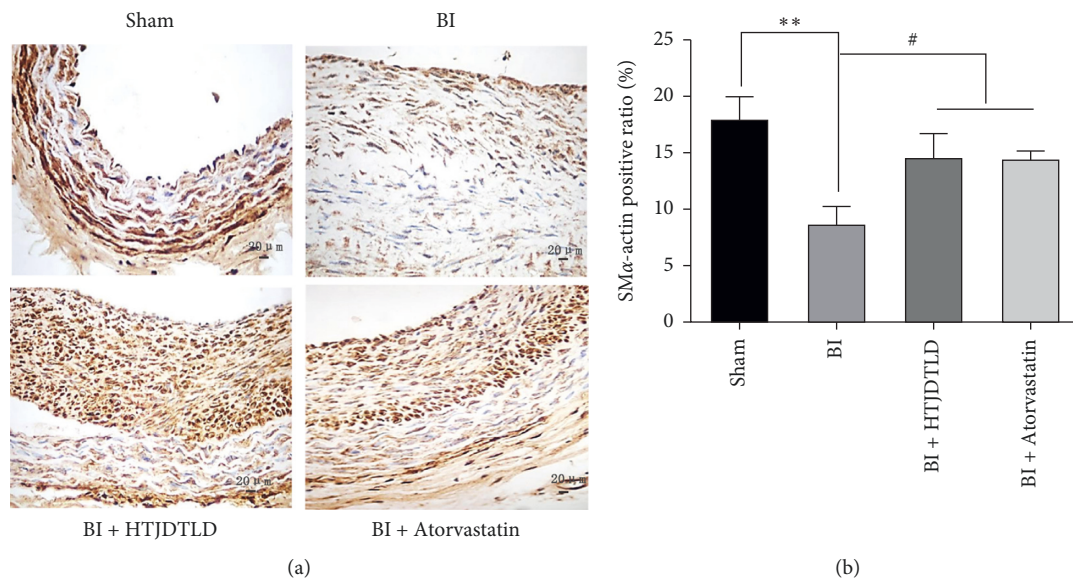 Sham
BI
20 μm
20 μm
20 μm
20 μm
BI + HTJDTLD
BI + Atorvastatin
(a)
SMα-actin positive ratio (%)
25
20
15
10
5
0
**
#
Sham
BI
BI + HTJDTLD
BI + Atorvastatin
(b)